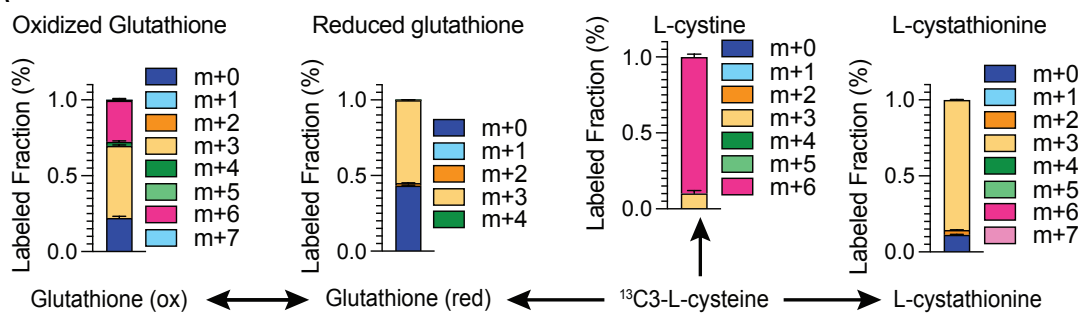 Oxidized Glutathione
Labeled Fraction (%)
1.0
0.5
0.0
m+0
m+1
m+2
m+3
m+4
m+5
m+6
m+7
Reduced glutathione
Labeled Fraction (%)
1.0
0.5
0.0
m+0
m+1
m+2
m+3
m+4
L-cystine
Labeled Fraction (%)
1.0
0.5
0.0
m+0
m+1
m+2
m+3
m+4
m+5
m+6
L-cystathionine
Labeled Fraction (%)
1.0
0.5
0.0
m+0
m+1
m+2
m+3
m+4
m+5
m+6
m+7
Glutathione (ox)
Glutathione (red)
¹³C3-L-cysteine
L-cystathionine